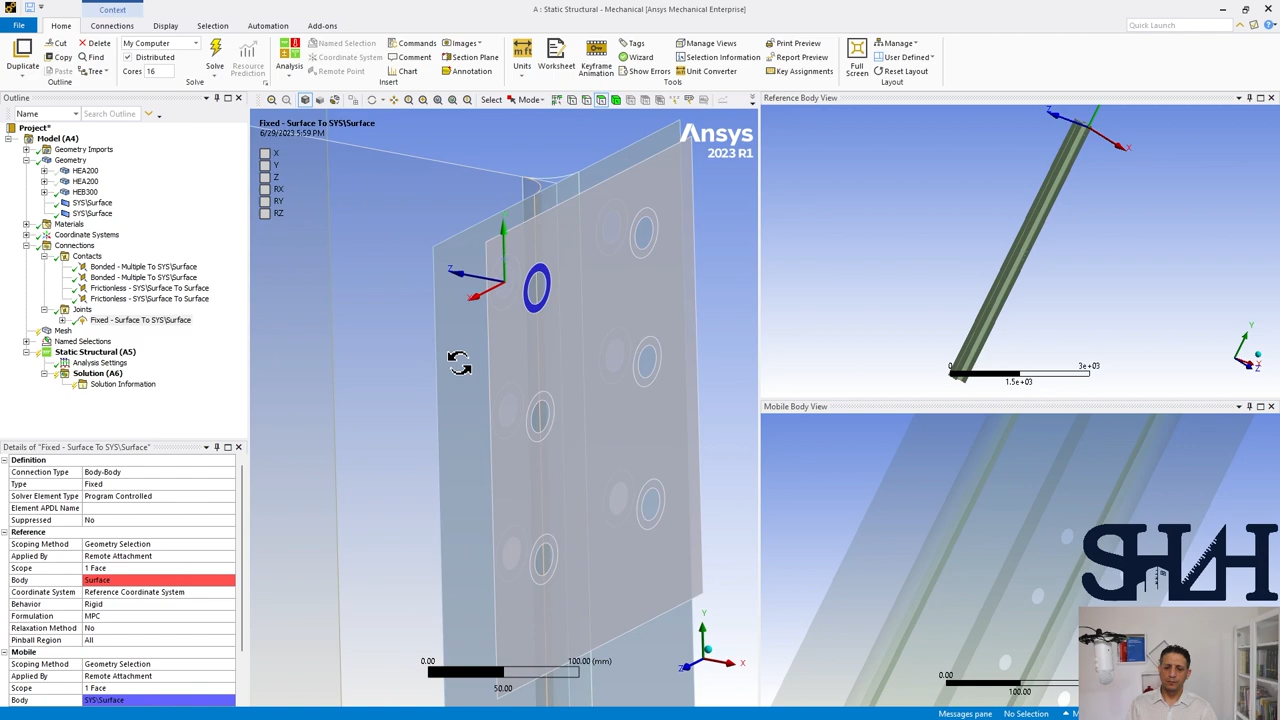 Context
A : Static Structural - Mechanical [Ansys Mechanical Enterprise]
File Home Connections Display Selection Automation Add-ons
Quick Launch
Duplicate
Cut
Copy
Paste
Delete
Find
Tree
Outline
My Computer
Distributed
Cores 16
Solve
Resource
Prediction
Solve
Analysis
Named Selection
Coordinate System
Remote Point
Commands
Comment
Chart
Images
Section Plane
Annotation
Insert
Units
Worksheet
Keyframe
Animation
Tags
Wizard
Show Errors
Manage Views
Selection Information
Unit Converter
Print Preview
Report Preview
Key Assignments
Tools
Full
Screen
Manage
User Defined
Reset Layout
Layout
Outline
Name
Search Outline
Project*
Model (A4)
Geometry Imports
Geometry
HEA200
HEA200
HEB300
SYS\Surface
SYS\Surface
Materials
Coordinate Systems
Connections
Contacts
Bonded - Multiple To SYS\Surface
Bonded - Multiple To SYS\Surface
Frictionless - SYS\Surface To Surface
Frictionless - SYS\Surface To Surface
Joints
Fixed - Surface To SYS\Surface
Mesh
Named Selections
Static Structural (A5)
Analysis Settings
Solution (A6)
Solution Information
Details of "Fixed - Surface To SYS\Surface"
Definition
Connection Type Body-Body
Type Fixed
Solver Element Type Program Controlled
Element APDL Name
Suppressed No
Reference
Scoping Method Geometry Selection
Applied By Remote Attachment
Scope 1 Face
Body Surface
Coordinate System Reference Coordinate System
Behavior Rigid
Formulation MPC
Relaxation Method No
Pinball Region All
Mobile
Scoping Method Geometry Selection
Applied By Remote Attachment
Scope 1 Face
Body SYS\Surface
Select Mode
Fixed - Surface To SYS\Surface
6/29/2023 5:59 PM
X
Y
Z
RX
RY
RZ
Ansys
2023 R1
Z
X
0.00 100.00 (mm)
50.00
Y
X
Z
Reference Body View
Z
X
0 3e+03
1.5e+03
Y
Z
Mobile Body View
100.00
SHZH
Messages pane No Selection